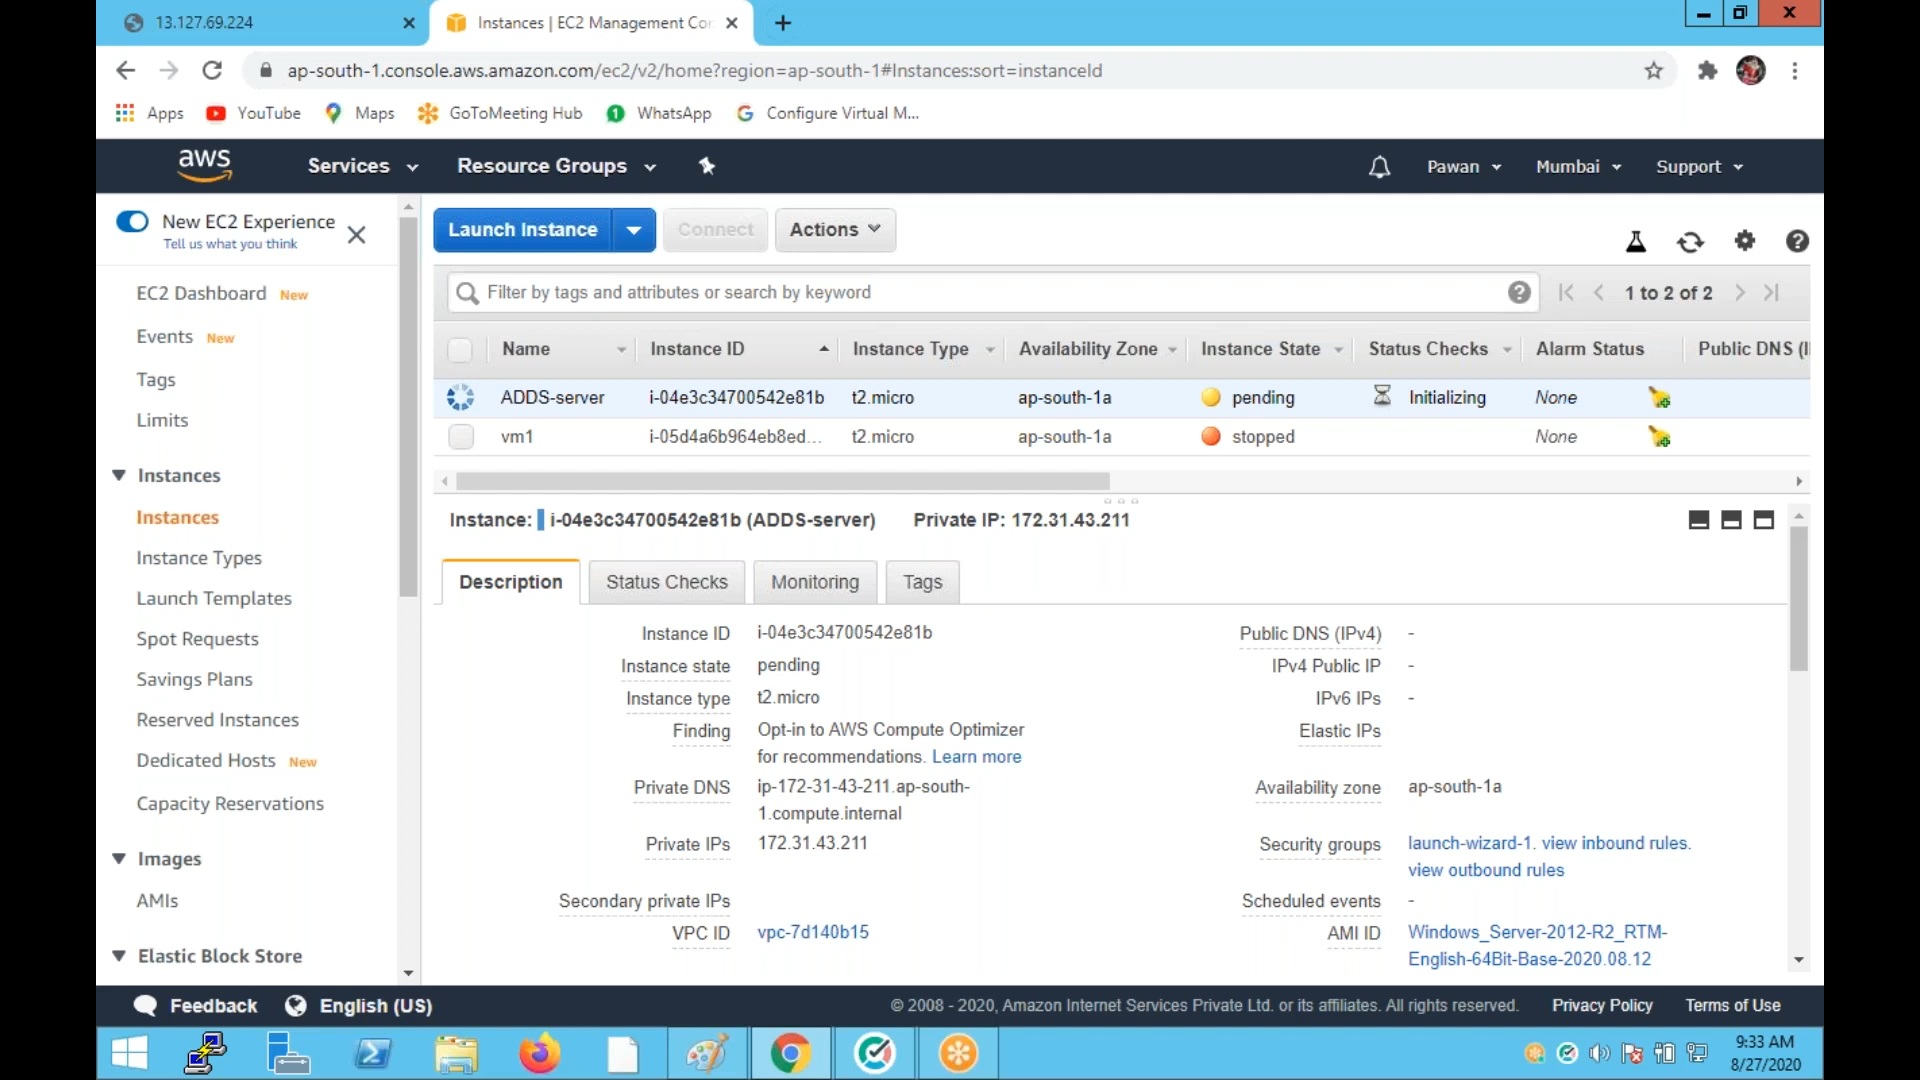 13.127.69.224
Instances | EC2 Management Con
ap-south-1.console.aws.amazon.com/ec2/v2/home?region=ap-south-1#Instances:sort=instanceId
Apps YouTube Maps GoToMeeting Hub 1 WhatsApp Configure Virtual M...
aws Services Resource Groups Pawan Mumbai Support
New EC2 Experience
Tell us what you think
EC2 Dashboard New
Events New
Tags
Limits
Instances
Instances
Instance Types
Launch Templates
Spot Requests
Savings Plans
Reserved Instances
Dedicated Hosts New
Capacity Reservations
Images
AMIs
Elastic Block Store
Launch Instance Connect Actions
Filter by tags and attributes or search by keyword 1 to 2 of 2
Name Instance ID Instance Type Availability Zone Instance State Status Checks Alarm Status Public DNS (I
ADDS-server i-04e3c34700542e81b t2.micro ap-south-1a pending Initializing None
vm1 i-05d4a6b964eb8ed... t2.micro ap-south-1a stopped None
Instance: i-04e3c34700542e81b (ADDS-server) Private IP: 172.31.43.211
Description Status Checks Monitoring Tags
Instance ID i-04e3c34700542e81b
Instance state pending
Instance type t2.micro
Finding Opt-in to AWS Compute Optimizer
for recommendations. Learn more
Private DNS ip-172-31-43-211.ap-south-
1.compute.internal
Private IPs 172.31.43.211
Secondary private IPs
VPC ID vpc-7d140b15
Public DNS (IPv4) -
IPv4 Public IP -
IPv6 IPs -
Elastic IPs
Availability zone ap-south-1a
Security groups launch-wizard-1. view inbound rules.
view outbound rules
Scheduled events -
AMI ID Windows_Server-2012-R2_RTM-
English-64Bit-Base-2020.08.12
Feedback English (US) © 2008 - 2020, Amazon Internet Services Private Ltd. or its affiliates. All rights reserved. Privacy Policy Terms of Use
9:33 AM
8/27/2020